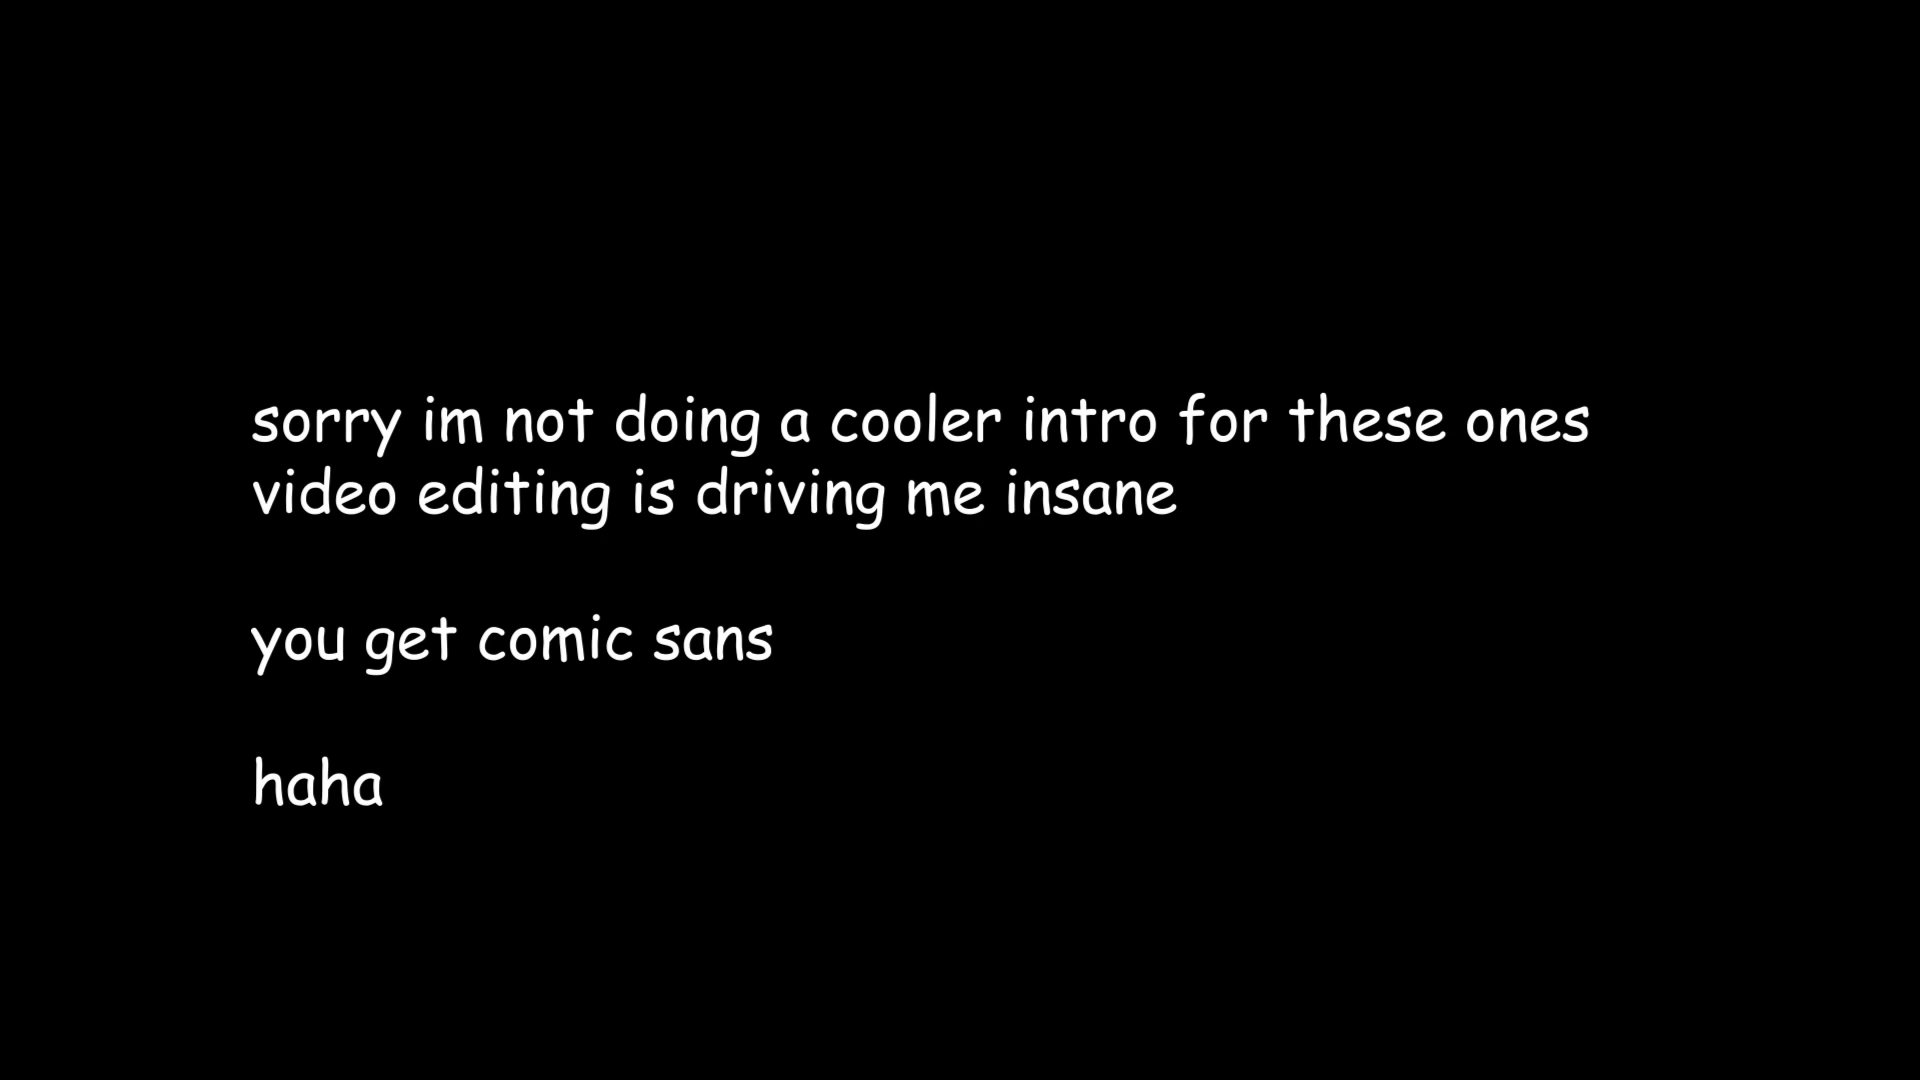 sorry im not doing a cooler intro for these ones
video editing is driving me insane
you get comic sans
haha